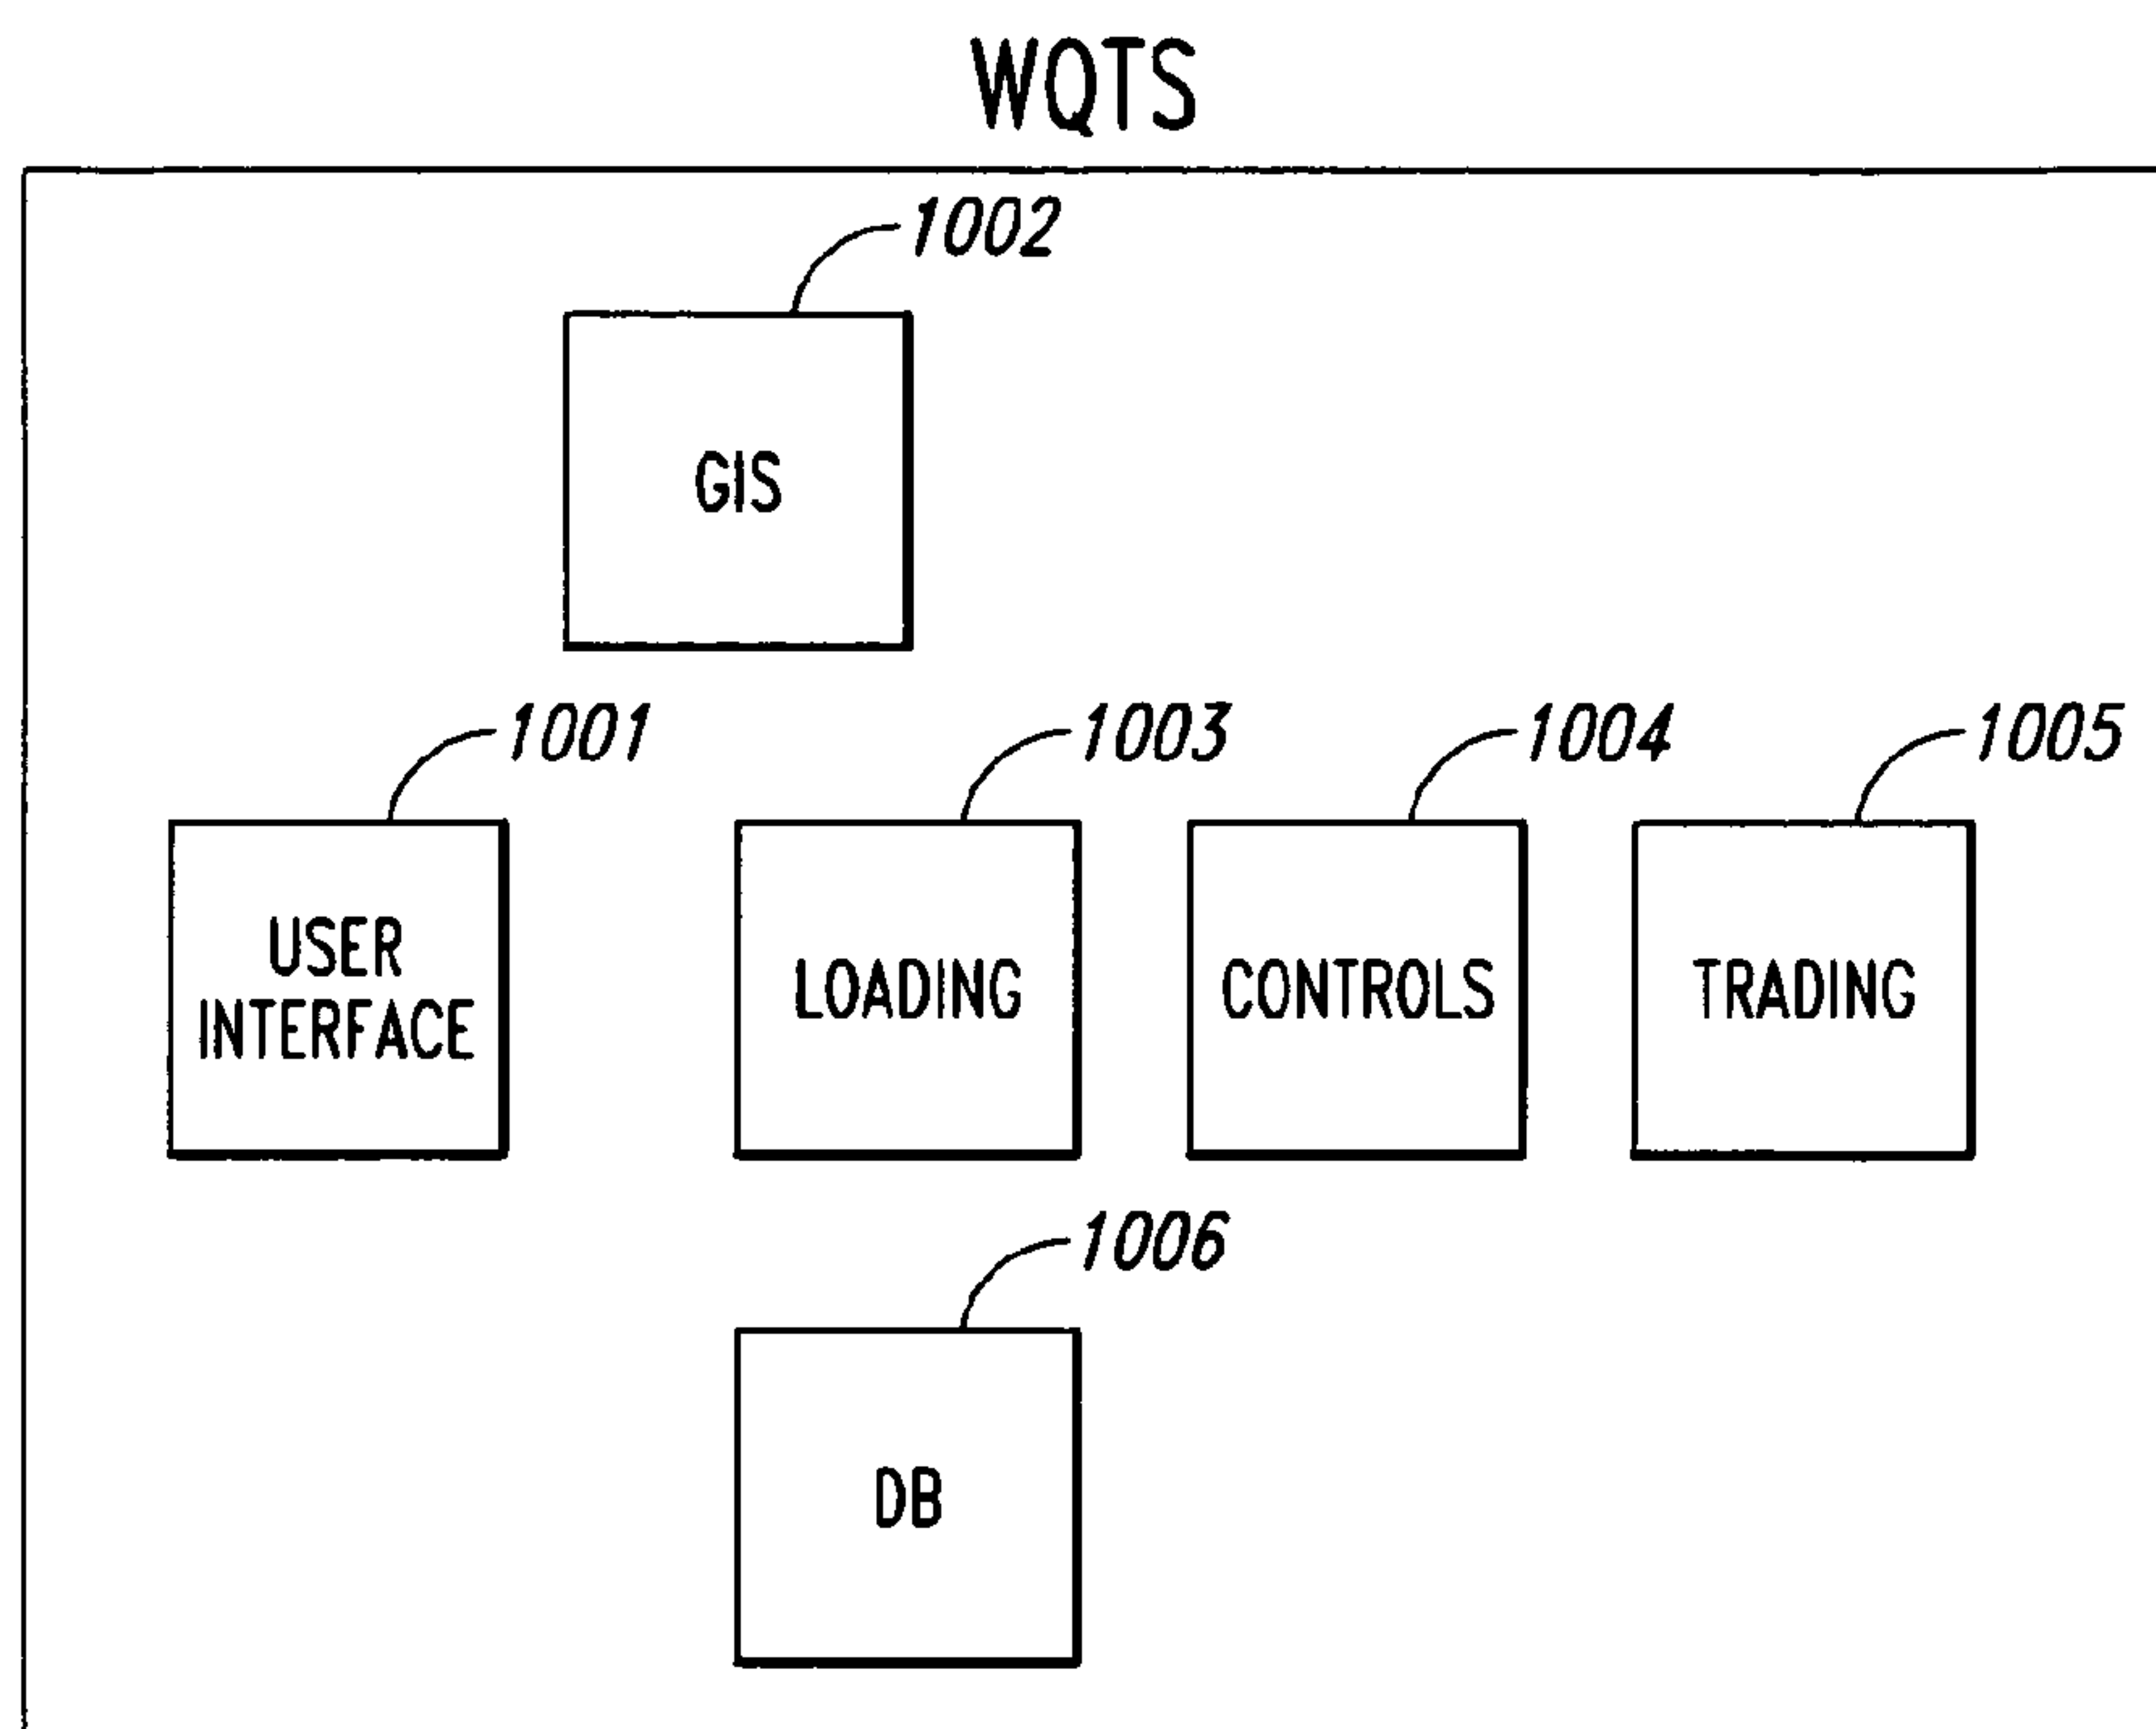 WQTS
1002
GIS
1001
1003
1004
1005
USER
INTERFACE
LOADING
CONTROLS
TRADING
1006
DB